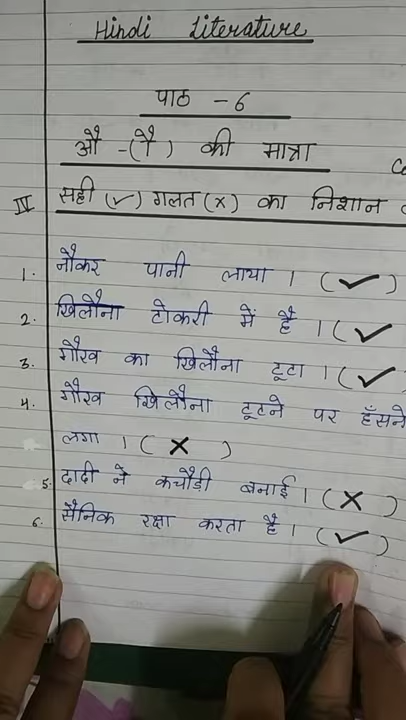 Hindi Literature
पाठ - 6
औ - (ौ) की मात्रा
IV सही (✓) गलत (×) का निशान
1. नौकर पानी लाया । (✓)
2. खिलौना टोकरी में है । (✓
3. गौरव का खिलौना टूटा । (✓)
4. गौरव खिलौना टूटने पर हँसने
लगा । (×)
5. दादी ने कचौड़ी बनाई । (×)
6. सैनिक रक्षा करता है । (✓)